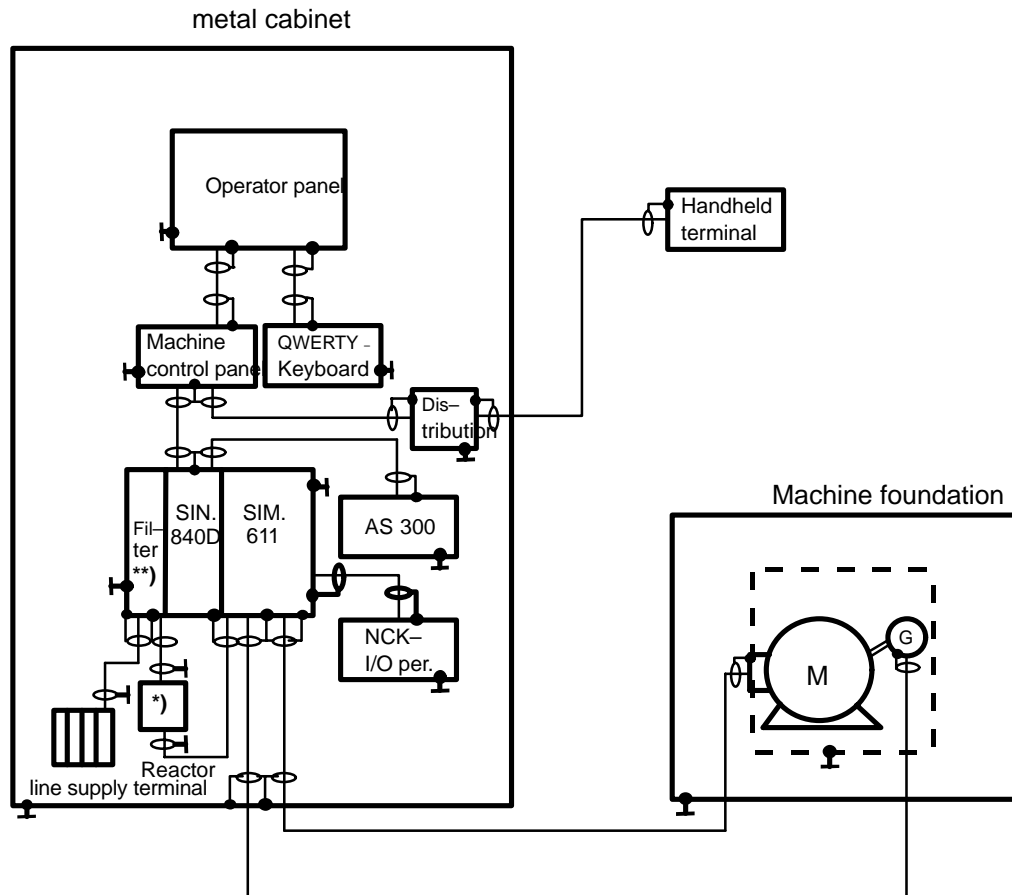 metal cabinet
Operator panel
Handheld
terminal
Machine
control panel
QWERTY -
Keyboard
Dis–
tribution
Fil–
ter
**)
SIN.
840D
SIM.
611
AS 300
NCK–
I/O per.
*)
Reactor
line supply terminal
Machine foundation
M
G